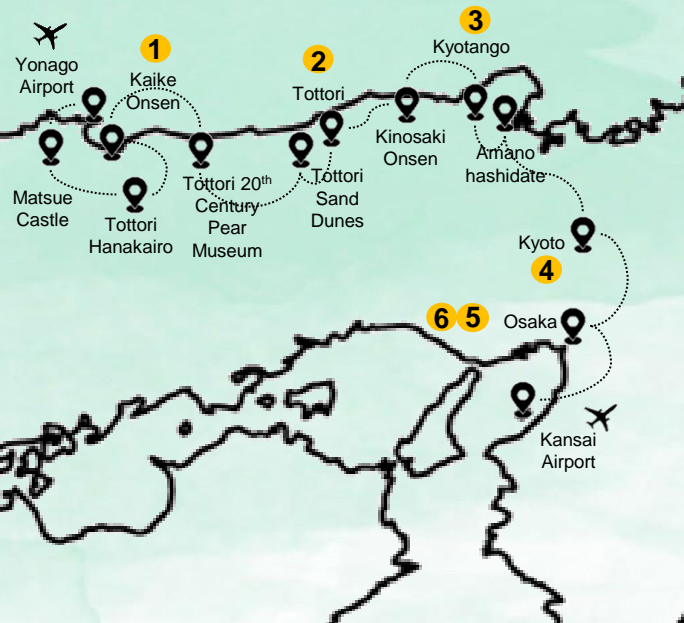 1
2
3
Yonago
Airport
Kaike
Onsen
Tottori
Kyotango
Matsue
Castle
Tottori
Hanakairo
Tottori 20th
Century
Pear
Museum
Tottori
Sand
Dunes
Kinosaki
Onsen
Amano
hashidate
Kyoto
4
6 5
Osaka
Kansai
Airport